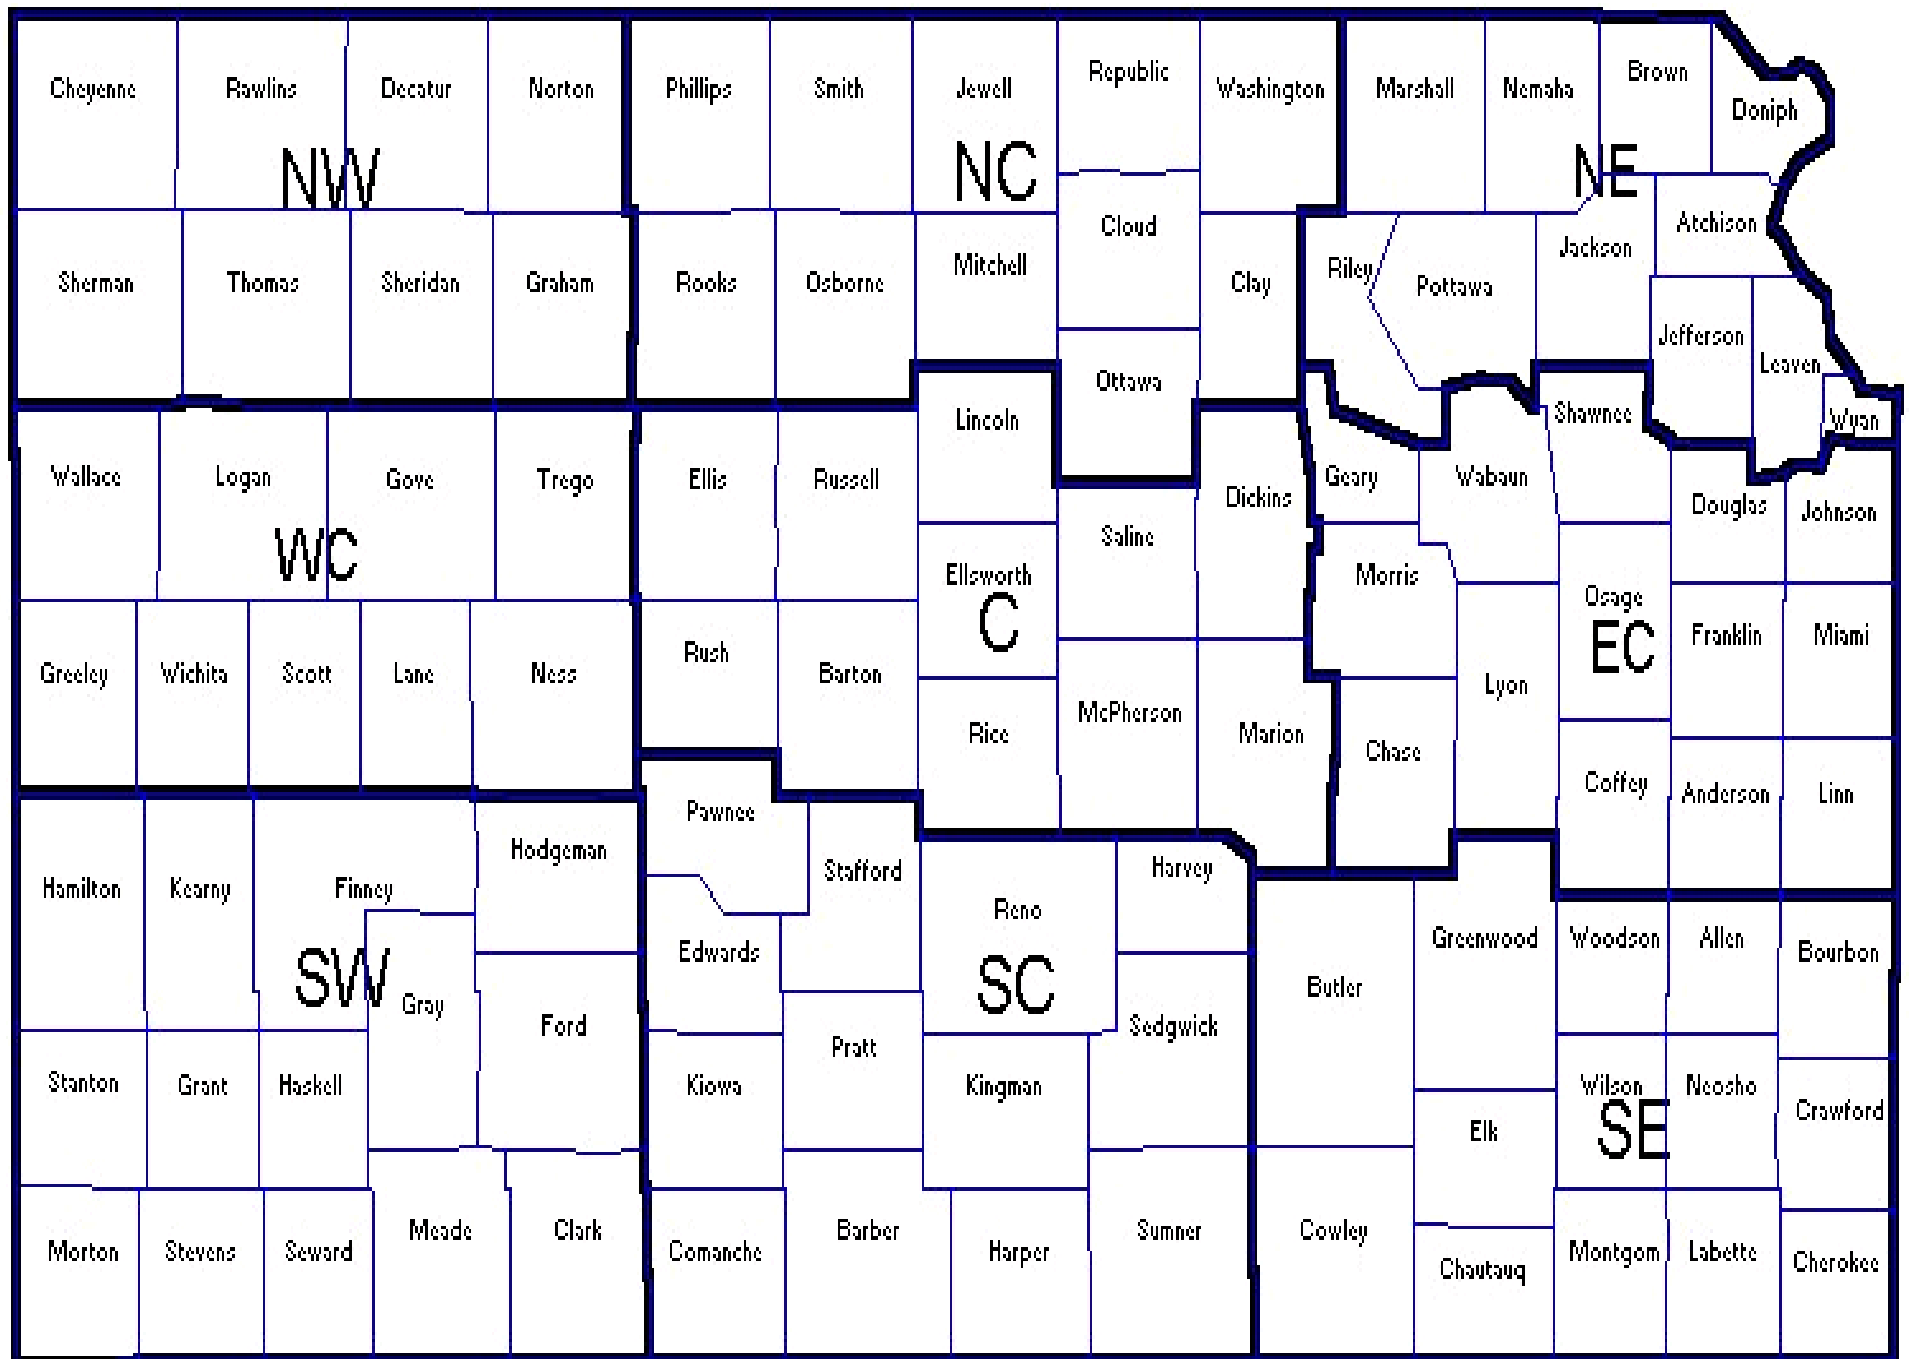 Cheyenne
Rawlins
Decatur
Norton
Phillips
Smith
Jewell
Republic
Washington
Marshall
Nemaha
Brown
Doniph
NW
NC
NE
Sherman
Thomas
Sheridan
Graham
Rooks
Osborne
Mitchell
Cloud
Clay
Riley
Pottawa
Jackson
Atchison
Jefferson
Leaven
Wyan
Ottawa
Lincoln
Shawnee
Wallace
Logan
Gove
Trego
Ellis
Russell
Saline
Dickins
Geary
Wabaun
Douglas
Johnson
WC
Ellsworth
C
Morris
Osage
EC
Franklin
Miami
Greeley
Wichita
Scott
Lane
Ness
Rush
Barton
Rice
McPherson
Marion
Chase
Lyon
Coffey
Anderson
Linn
Hamilton
Kearny
Finney
Hodgeman
Pawnee
Stafford
Reno
Harvey
SW
Gray
Ford
Edwards
SC
Sedgwick
Butler
Greenwood
Woodson
Allen
Bourbon
Stanton
Grant
Haskell
Kiowa
Pratt
Kingman
Elk
Wilson
SE
Neosho
Crawford
Morton
Stevens
Seward
Meade
Clark
Comanche
Barber
Harper
Sumner
Cowley
Chautauq
Montgom
Labette
Cherokee